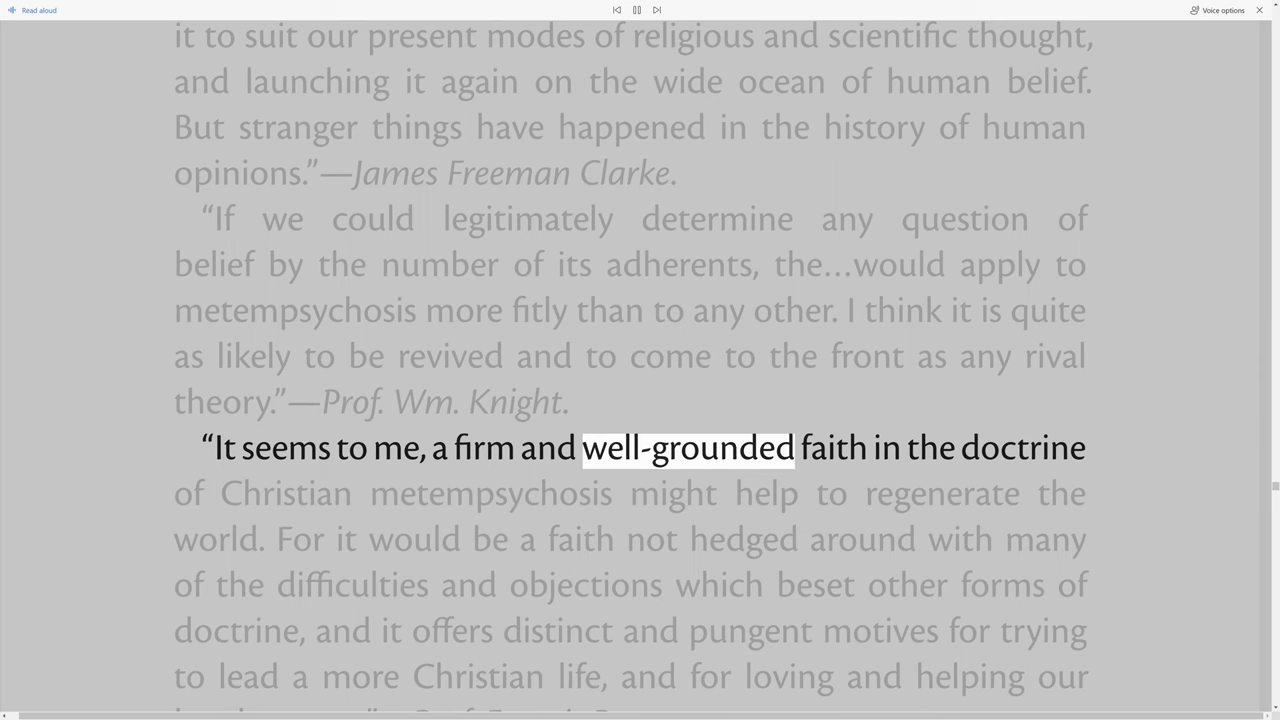 Read aloud
Voice options
it to suit our present modes of religious and scientific thought,
and launching it again on the wide ocean of human belief.
But stranger things have happened in the history of human
opinions.”—James Freeman Clarke.
“If we could legitimately determine any question of
belief by the number of its adherents, the…would apply to
metempsychosis more fitly than to any other. I think it is quite
as likely to be revived and to come to the front as any rival
theory.”—Prof. Wm. Knight.
“It seems to me, a firm and well-grounded faith in the doctrine
of Christian metempsychosis might help to regenerate the
world. For it would be a faith not hedged around with many
of the difficulties and objections which beset other forms of
doctrine, and it offers distinct and pungent motives for trying
to lead a more Christian life, and for loving and helping our